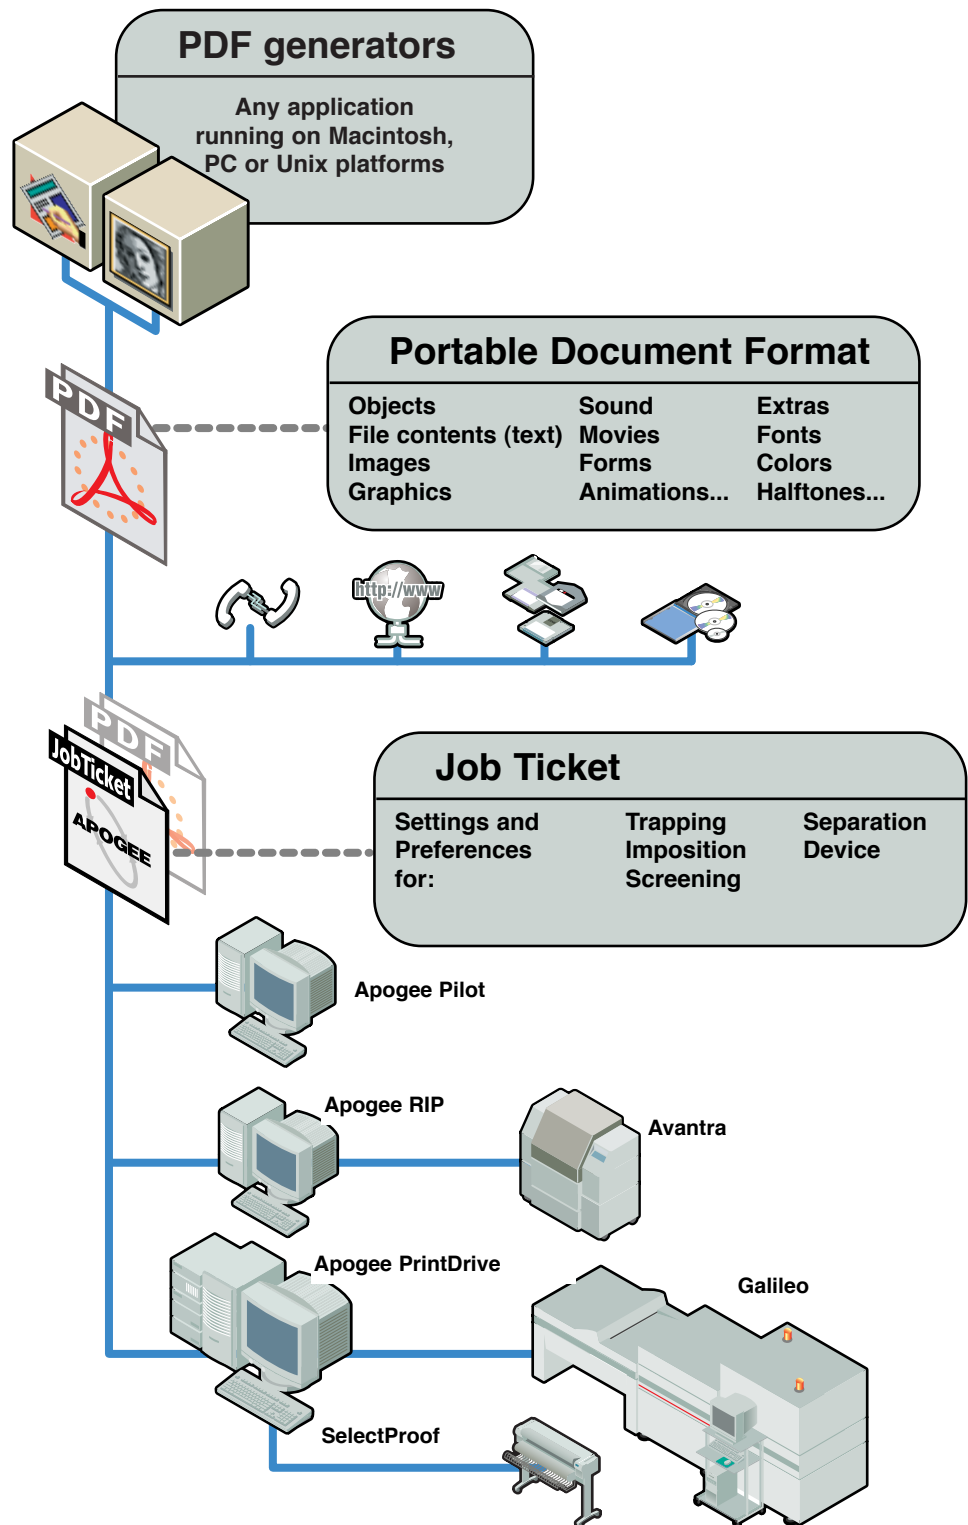 PDF generators
Any application
running on Macintosh,
PC or Unix platforms
Portable Document Format
Objects
File contents (text)
Images
Graphics
Sound
Movies
Forms
Animations...
Extras
Fonts
Colors
Halftones...
PDF
http://www
PDF
JobTicket
APOGEE
Job Ticket
Settings and
Preferences
for:
Trapping
Imposition
Screening
Separation
Device
Apogee Pilot
Apogee RIP
Avantra
Apogee PrintDrive
Galileo
SelectProof